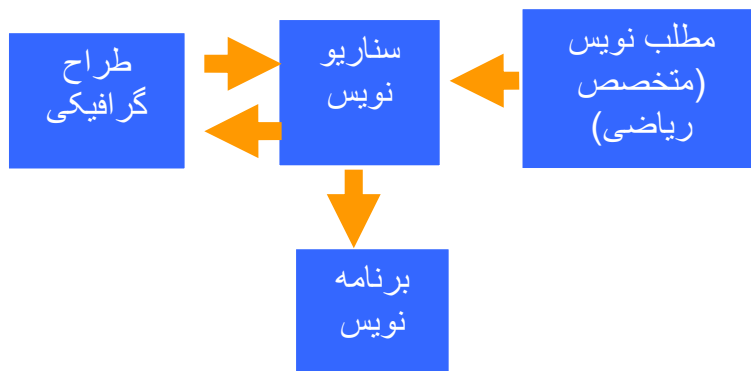 مطلب نویس
(متخصص
ریاضی)
سناریو
نویس
طراح
گرافیکی
برنامه
نویس